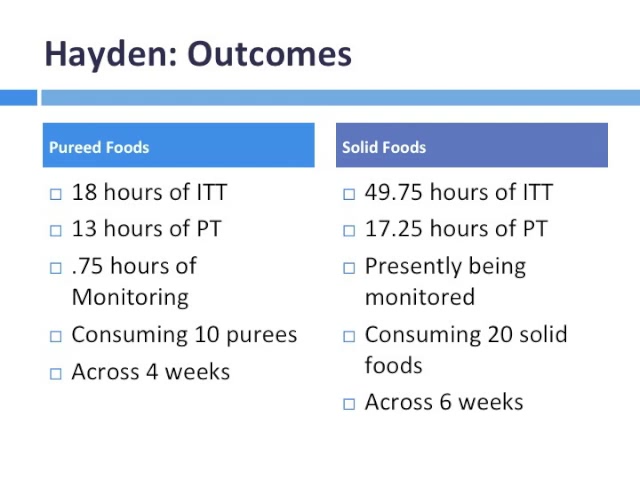 Hayden: Outcomes
Pureed Foods
18 hours of ITT
13 hours of PT
.75 hours of
Monitoring
Consuming 10 purees
Across 4 weeks
Solid Foods
49.75 hours of ITT
17.25 hours of PT
Presently being
monitored
Consuming 20 solid
foods
Across 6 weeks